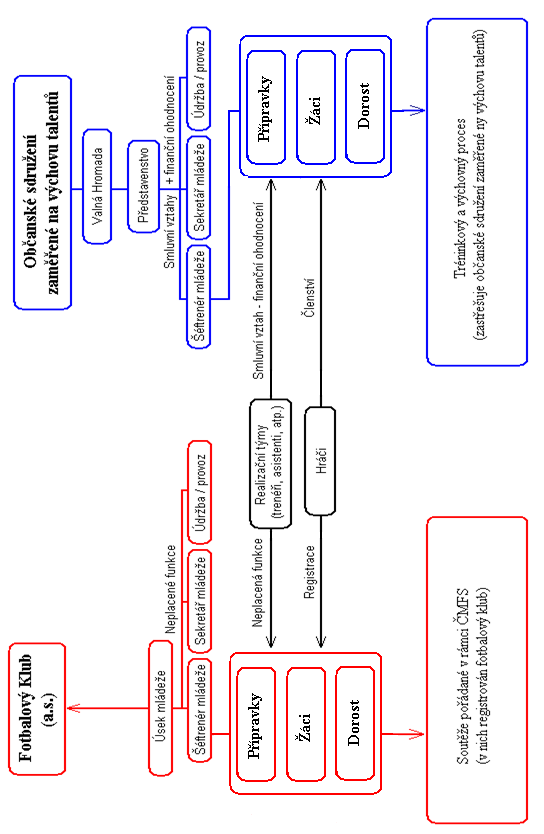 Fotbalový Klub
(a.s.)
Úsek mládeže
Neplacené funkce
Šéftrenér mládeže
Sekretář mládeže
Údržba / provoz
Přípravky
Žáci
Dorost
Soutěže pořádané v rámci ČMFS
(v nich registrován fotbalový klub)
Neplacená funkce
Realizační týmy
(trenéři, asistenti, atp.)
Smluvní vztah - finanční ohodnocení
Registrace
Hráči
Členství
Občanské sdružení
zaměřené na výchovu talentů
Valná Hromada
Představenstvo
Smluvní vztahy + finanční ohodnocení
Šéftrenér mládeže
Sekretář mládeže
Údržba / provoz
Přípravky
Žáci
Dorost
Tréninkový a výchovný proces
(zastřešuje občanské sdružení zaměřené ny výchovu talentů)